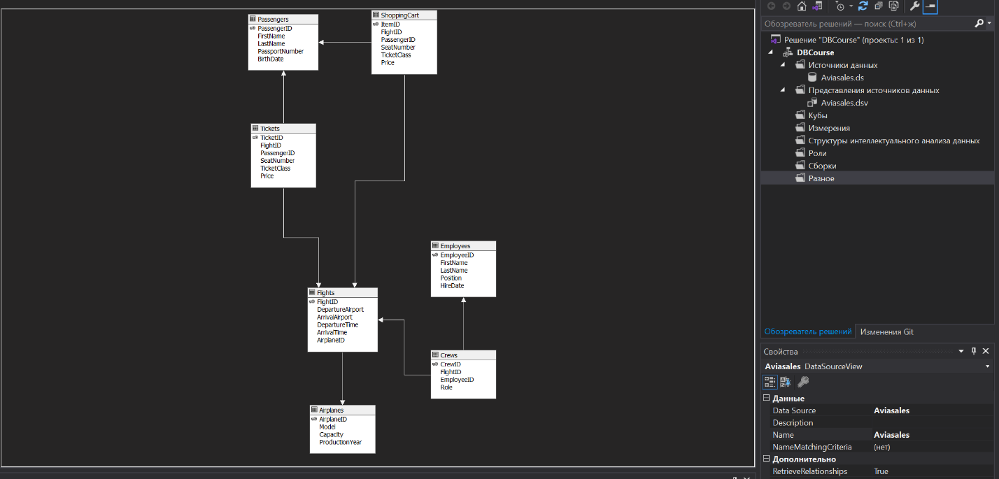 Passengers
PassengerID
FirstName
LastName
PassportNumber
BirthDate
ShoppingCart
ItemID
FlightID
PassengerID
SeatNumber
TicketClass
Price
Tickets
TicketID
FlightID
PassengerID
SeatNumber
TicketClass
Price
Employees
EmployeeID
FirstName
LastName
Position
HireDate
Flights
FlightID
DepartureAirport
ArrivalAirport
DepartureTime
ArrivalTime
AirplaneID
Crews
CrewID
FlightID
EmployeeID
Role
Airplanes
AirplaneID
Model
Capacity
ProductionYear
Обозреватель решений — поиск (Ctrl+ж)
Решение "DBCourse" (проекты: 1 из 1)
DBCourse
Источники данных
Aviasales.ds
Представления источников данных
Aviasales.dsv
Кубы
Измерения
Структуры интеллектуального анализа данных
Роли
Сборки
Разное
Обозреватель решений Изменения Git
Свойства
Aviasales DataSourceView
Данные
Data Source Aviasales
Description
Name Aviasales
NameMatchingCriteria (нет)
Дополнительно
RetrieveRelationships True